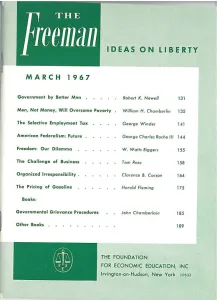 THE
Freeman
IDEAS ON LIBERTY
MARCH 1967
Government by Better Men . . . . . Robert K. Newell 131
Men, Not Money, Will Overcome Poverty . William H. Chamberlin 135
The Selective Employment Tax . . . . George Winder 141
American Federalism: Future . . . . . George Charles Roche III 144
Freedom: Our Dilemma . . . . . W. Wythe Biggers 155
The Challenge of Business . . . . . Tom Rose 158
Organized Irresponsibility . . . . . Clarence B. Carson 164
The Pricing of Gasoline . . . . . Harold Fleming 175
Books:
Governmental Grievance Procedures . . John Chamberlain 185
Other Books . . . . . 189
THE FOUNDATION
FOR ECONOMIC EDUCATION, INC.
Irvington-on-Hudson, New York 10533